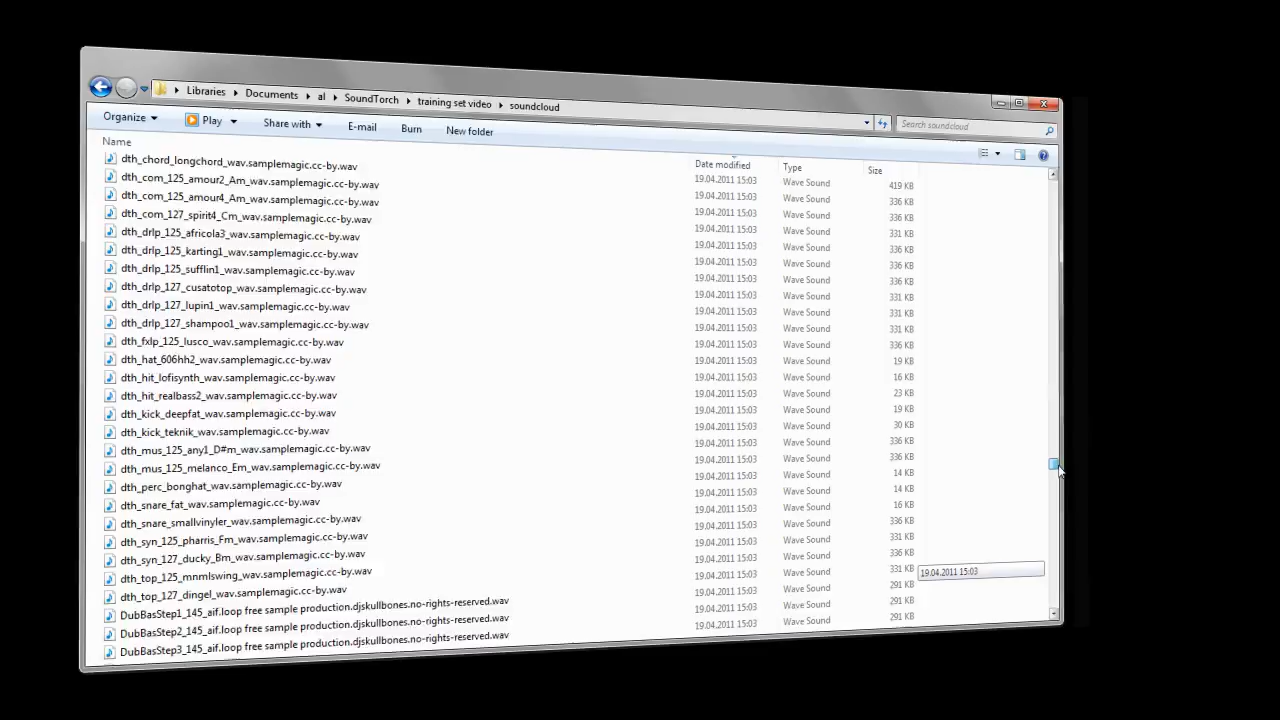 Libraries Documents al SoundTorch training set video soundcloud
Search soundcloud
Organize Play Share with E-mail Burn New folder
Name Date modified Type Size
dth_chord_longchord_wav.samplemagic.cc-by.wav 19.04.2011 15:03 Wave Sound 419 KB
dth_com_125_amour2_Am_wav.samplemagic.cc-by.wav 19.04.2011 15:03 Wave Sound 336 KB
dth_com_125_amour4_Am_wav.samplemagic.cc-by.wav 19.04.2011 15:03 Wave Sound 336 KB
dth_com_127_spirit4_Cm_wav.samplemagic.cc-by.wav 19.04.2011 15:03 Wave Sound 331 KB
dth_drlp_125_africola3_wav.samplemagic.cc-by.wav 19.04.2011 15:03 Wave Sound 336 KB
dth_drlp_125_karting1_wav.samplemagic.cc-by.wav 19.04.2011 15:03 Wave Sound 336 KB
dth_drlp_125_sufflin1_wav.samplemagic.cc-by.wav 19.04.2011 15:03 Wave Sound 336 KB
dth_drlp_127_cusatotop_wav.samplemagic.cc-by.wav 19.04.2011 15:03 Wave Sound 331 KB
dth_drlp_127_lupin1_wav.samplemagic.cc-by.wav 19.04.2011 15:03 Wave Sound 331 KB
dth_drlp_127_shampoo1_wav.samplemagic.cc-by.wav 19.04.2011 15:03 Wave Sound 331 KB
dth_fxlp_125_lusco_wav.samplemagic.cc-by.wav 19.04.2011 15:03 Wave Sound 336 KB
dth_hat_606hh2_wav.samplemagic.cc-by.wav 19.04.2011 15:03 Wave Sound 19 KB
dth_hit_lofisynth_wav.samplemagic.cc-by.wav 19.04.2011 15:03 Wave Sound 16 KB
dth_hit_realbass2_wav.samplemagic.cc-by.wav 19.04.2011 15:03 Wave Sound 23 KB
dth_kick_deepfat_wav.samplemagic.cc-by.wav 19.04.2011 15:03 Wave Sound 19 KB
dth_kick_teknik_wav.samplemagic.cc-by.wav 19.04.2011 15:03 Wave Sound 30 KB
dth_mus_125_any1_D#m_wav.samplemagic.cc-by.wav 19.04.2011 15:03 Wave Sound 336 KB
dth_mus_125_melanco_Em_wav.samplemagic.cc-by.wav 19.04.2011 15:03 Wave Sound 336 KB
dth_perc_bonghat_wav.samplemagic.cc-by.wav 19.04.2011 15:03 Wave Sound 14 KB
dth_snare_fat_wav.samplemagic.cc-by.wav 19.04.2011 15:03 Wave Sound 14 KB
dth_snare_smallvinyler_wav.samplemagic.cc-by.wav 19.04.2011 15:03 Wave Sound 16 KB
dth_syn_125_pharris_Fm_wav.samplemagic.cc-by.wav 19.04.2011 15:03 Wave Sound 336 KB
dth_syn_127_ducky_Bm_wav.samplemagic.cc-by.wav 19.04.2011 15:03 Wave Sound 331 KB
dth_top_125_mnmlswing_wav.samplemagic.cc-by.wav 19.04.2011 15:03 Wave Sound 336 KB
dth_top_127_dingel_wav.samplemagic.cc-by.wav 19.04.2011 15:03 Wave Sound 331 KB
19.04.2011 15:03
DubBasStep1_145_aif.loop free sample production.djskullbones.no-rights-reserved.wav 19.04.2011 15:03 Wave Sound 291 KB
DubBasStep2_145_aif.loop free sample production.djskullbones.no-rights-reserved.wav 19.04.2011 15:03 Wave Sound 291 KB
DubBasStep3_145_aif.loop free sample production.djskullbones.no-rights-reserved.wav 19.04.2011 15:03 Wave Sound 291 KB